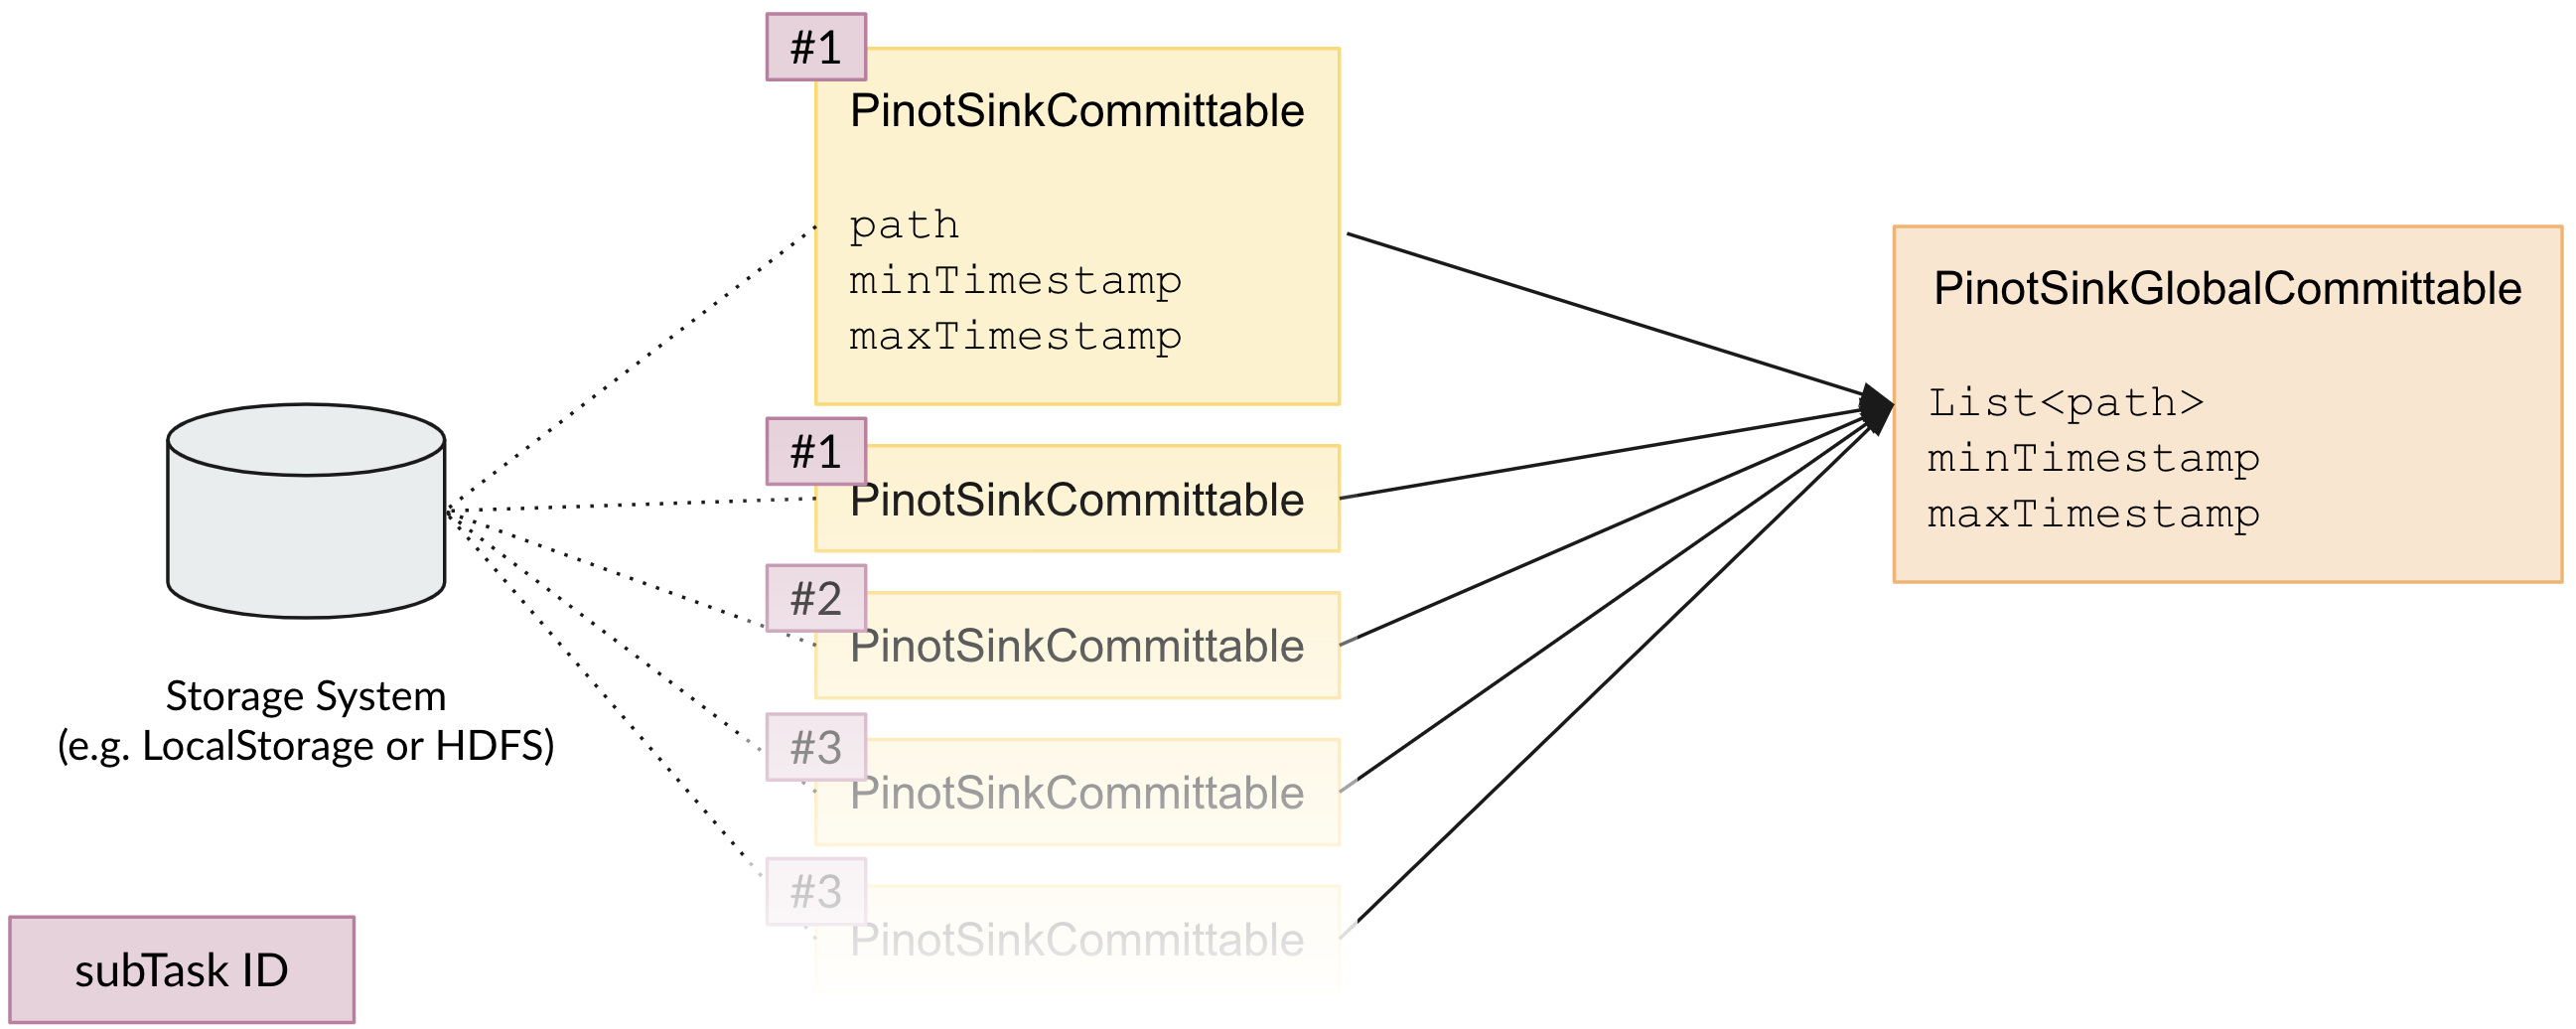 #1
PinotSinkCommittable
path
minTimestamp
maxTimestamp
#1
PinotSinkCommittable
#2
PinotSinkCommittable
#3
PinotSinkCommittable
#3
PinotSinkCommittable
PinotSinkGlobalCommittable
List<path>
minTimestamp
maxTimestamp
Storage System
(e.g. LocalStorage or HDFS)
subTask ID